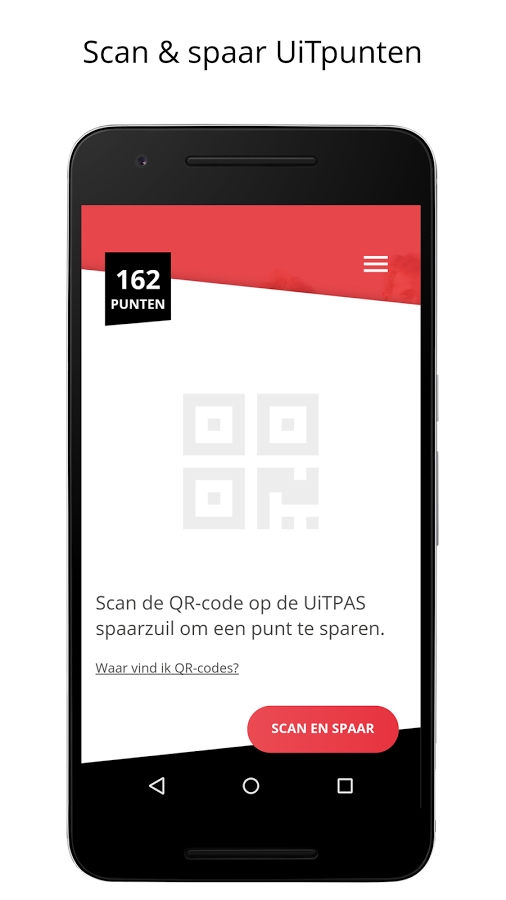 Scan & spaar UiTpunten
162
PUNTEN
Scan de QR-code op de UiTPAS
spaarzuil om een punt te sparen.
Waar vind ik QR-codes?
SCAN EN SPAAR